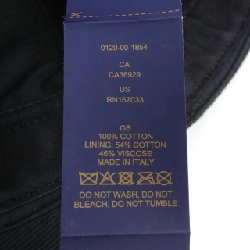 0120-00-1884
CA
CA36929
US
RN167633
GB
100% COTTON
LINING: 54% COTTON
46% VISCOSE
MADE IN ITALY
DO NOT WASH, DO NOT
BLEACH, DO NOT TUMBLE